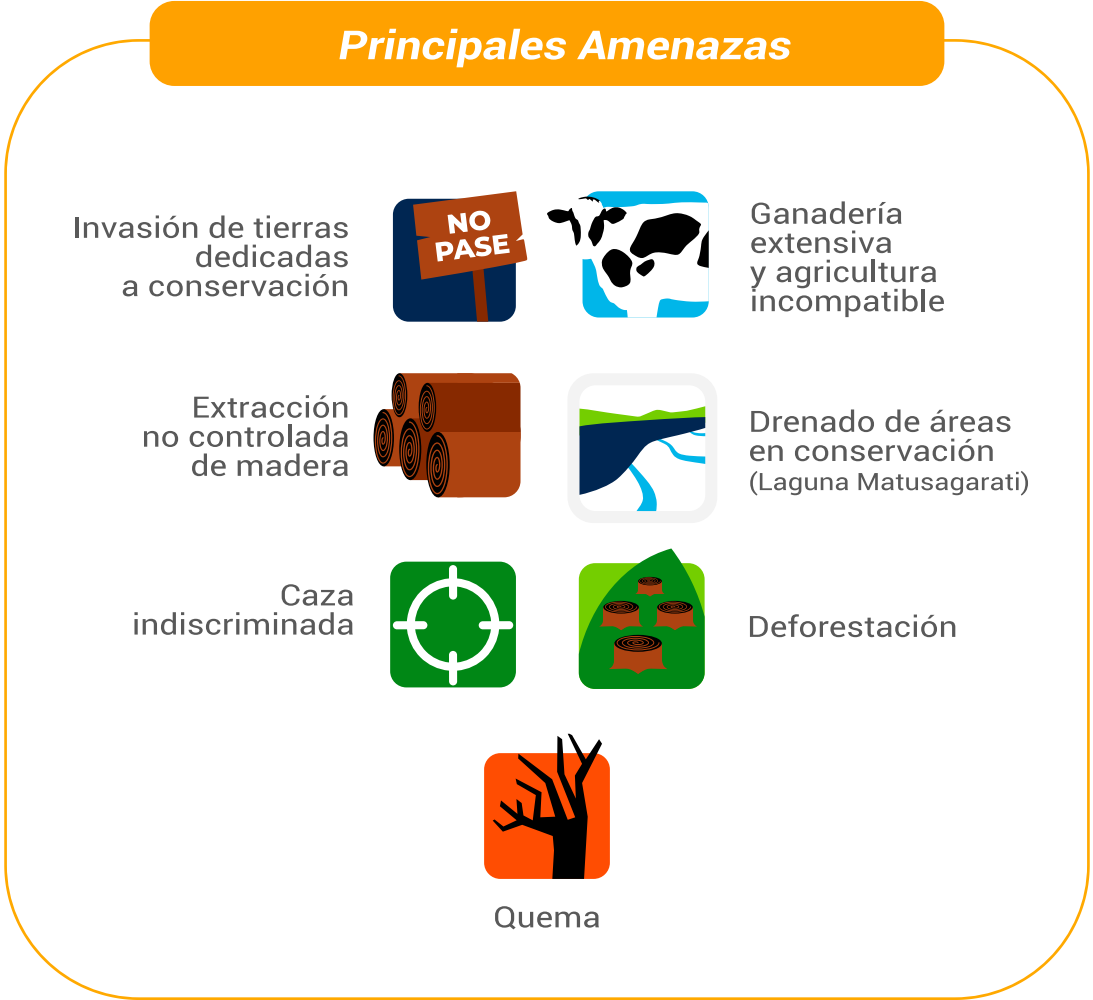 Principales Amenazas
Invasión de tierras
dedicadas
a conservación
NO
PASE
Ganadería
extensiva
y agricultura
incompatible
Extracción
no controlada
de madera
Drenado de áreas
en conservación
(Laguna Matusagarati)
Caza
indiscriminada
Deforestación
Quema